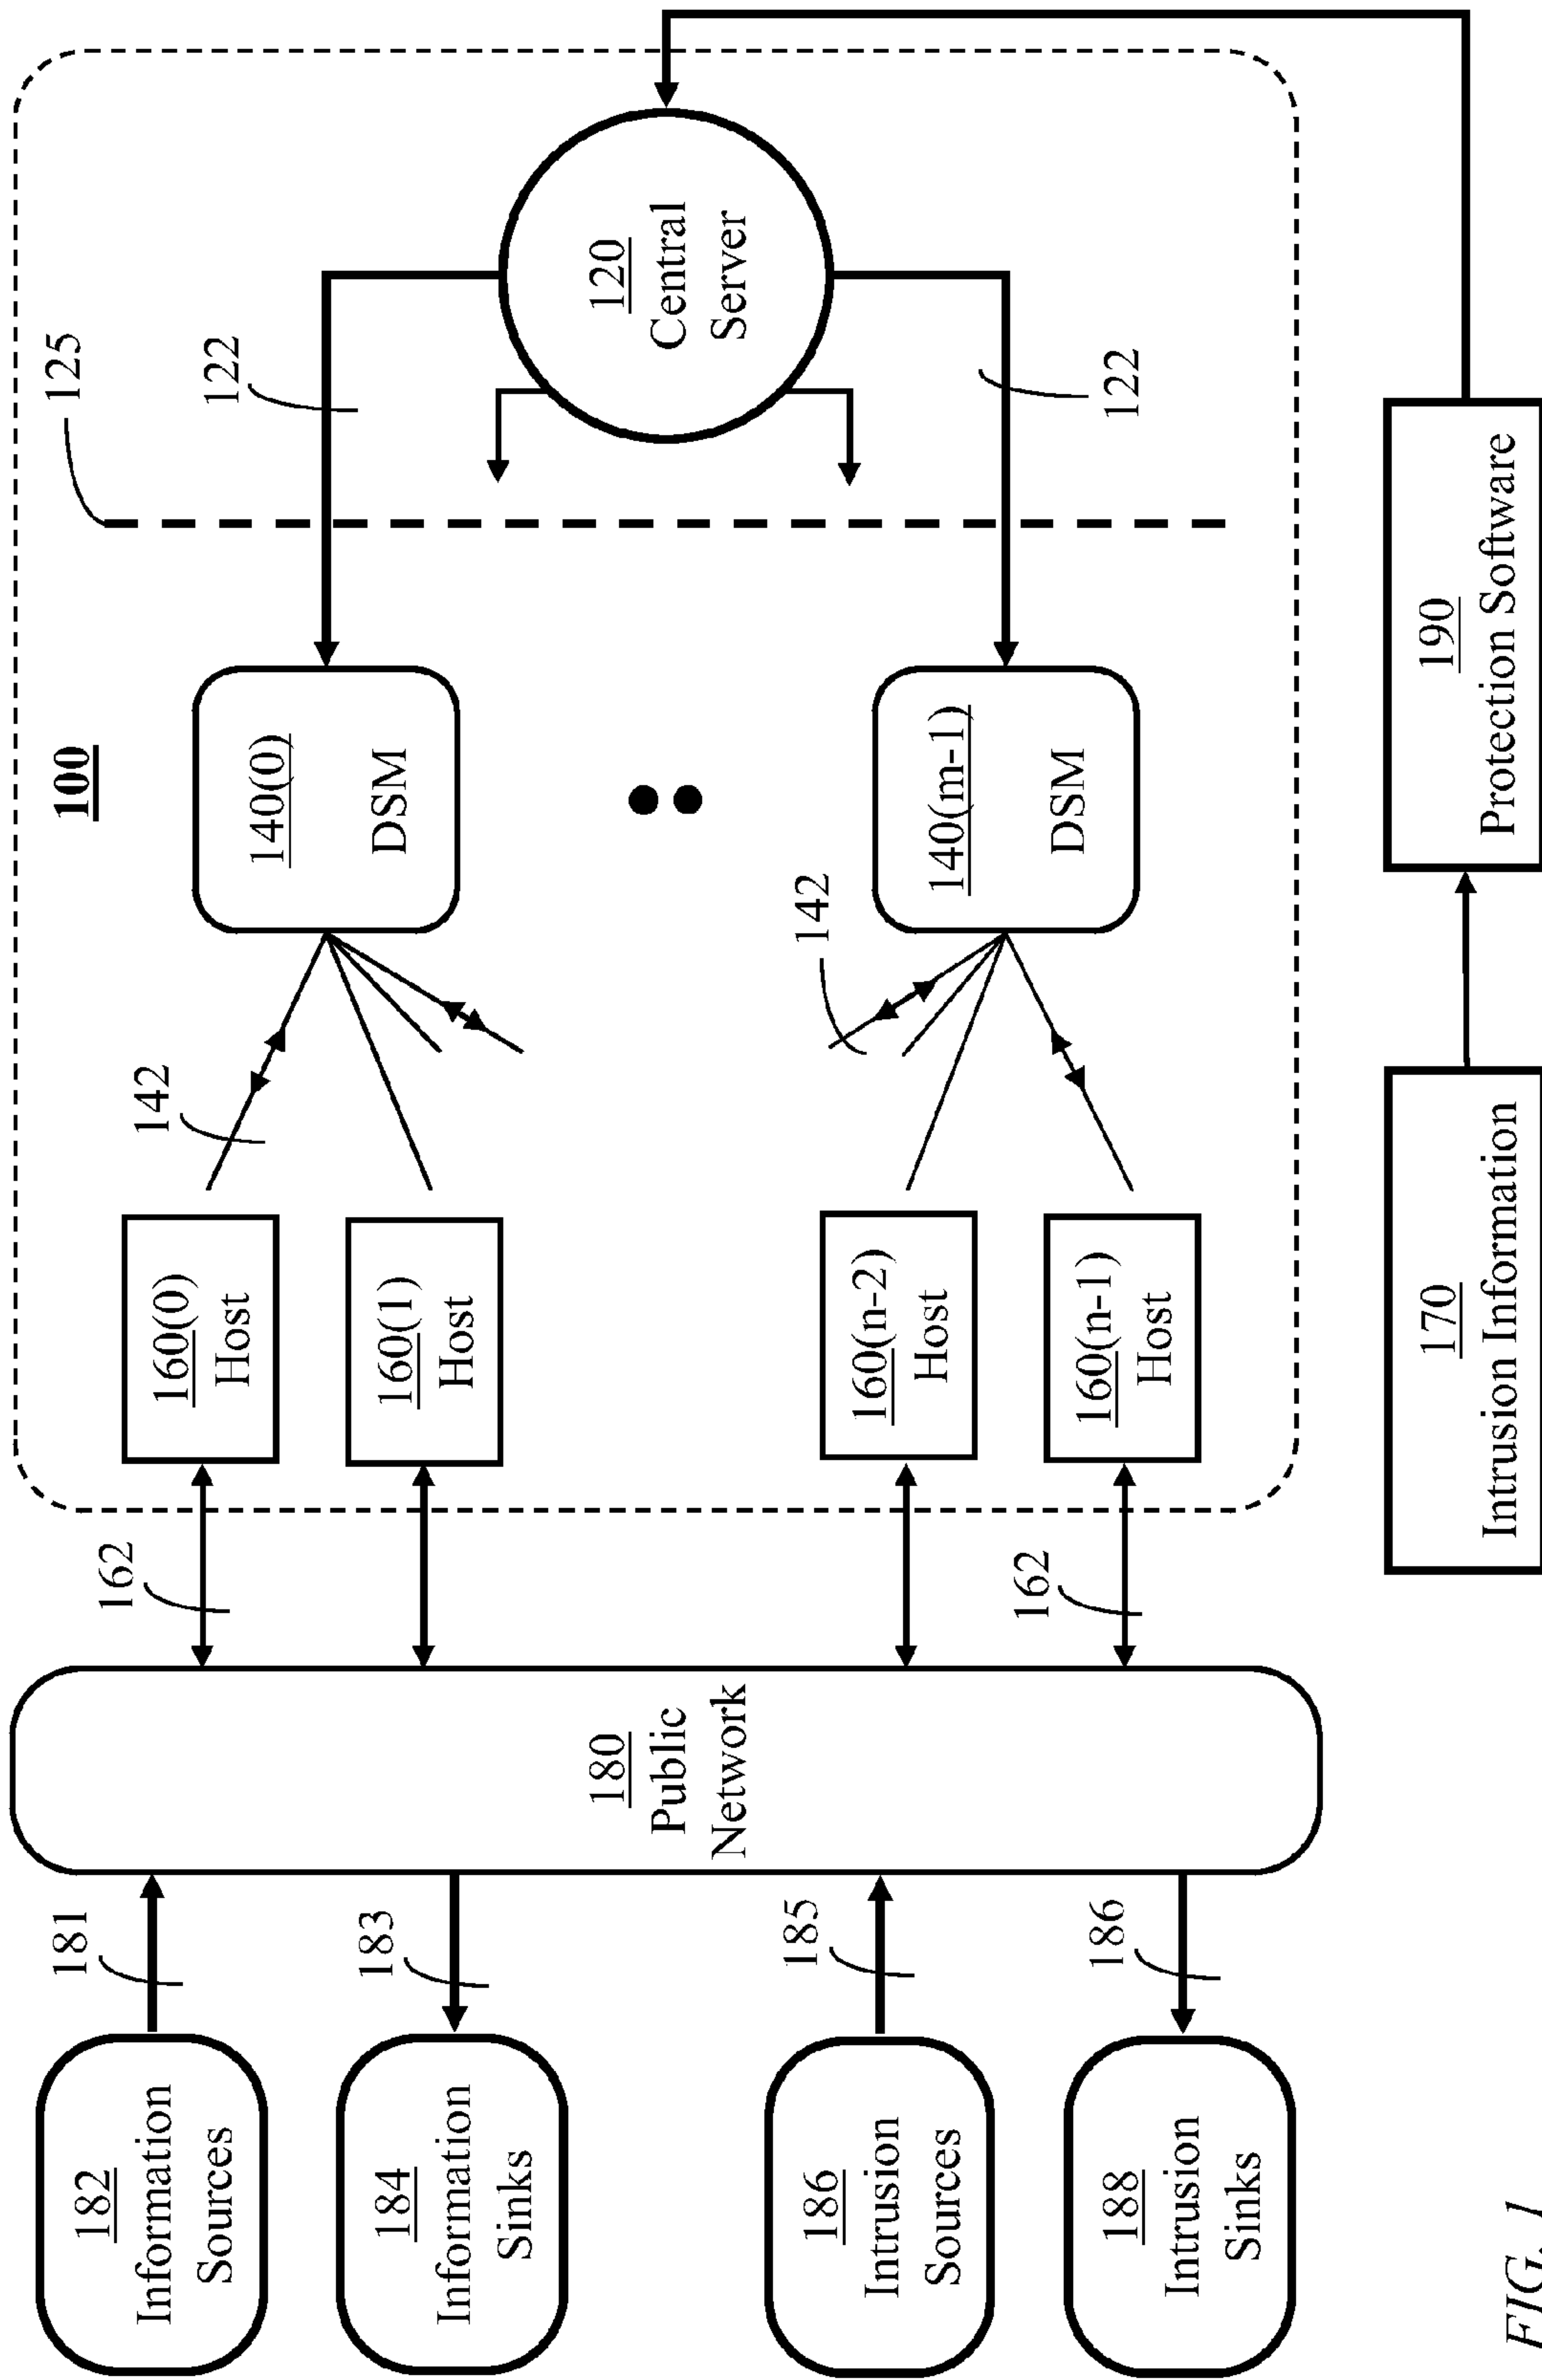 100
125
122
120
Central
Server
122
140(0)
DSM
140(m-1)
DSM
142
142
160(0)
Host
160(1)
Host
160(n-2)
Host
160(n-1)
Host
162
162
180
Public
Network
181
183
185
186
182
Information
Sources
184
Information
Sinks
186
Intrusion
Sources
188
Intrusion
Sinks
170
Intrusion Information
190
Protection Software
FIG. 1